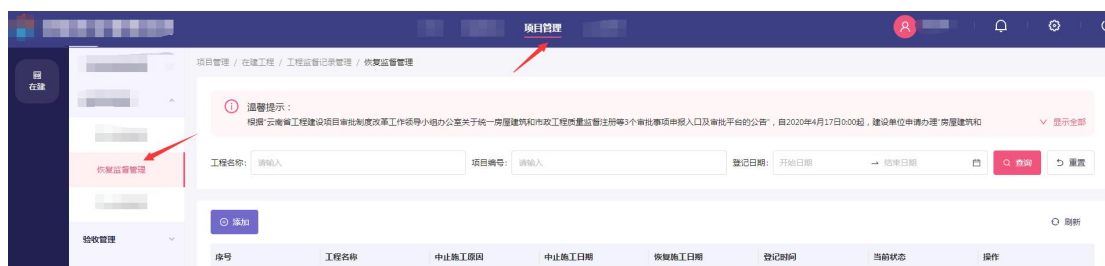 项目管理
在建
项目管理 / 在建工程 / 工程监督记录管理 / 恢复监督管理
温馨提示：
根据"云南省工程建设项目审批制度改革工作领导小组办公室关于统一房屋建筑和市政工程质量监督注册等3个审批事项申报入口及审批平台的公告"，自2020年4月17日0:00起，建设单位申请办理"房屋建筑和
显示全部
恢复监督管理
工程名称： 请输入 项目编号： 请输入 登记日期： 开始日期 → 结束日期 查询 重置
添加 刷新
验收管理
序号 工程名称 中止施工原因 中止施工日期 恢复施工日期 登记时间 当前状态 操作